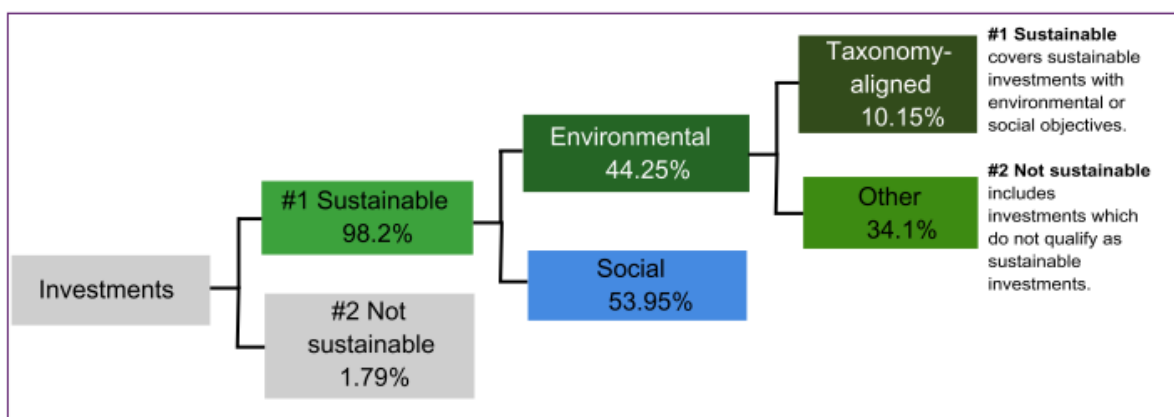 Investments
#1 Sustainable
98.2%
#2 Not
sustainable
1.79%
Environmental
44.25%
Social
53.95%
Taxonomy-
aligned
10.15%
Other
34.1%
#1 Sustainable
covers sustainable
investments with
environmental or
social objectives.
#2 Not sustainable
includes
investments which
do not qualify as
sustainable
investments.